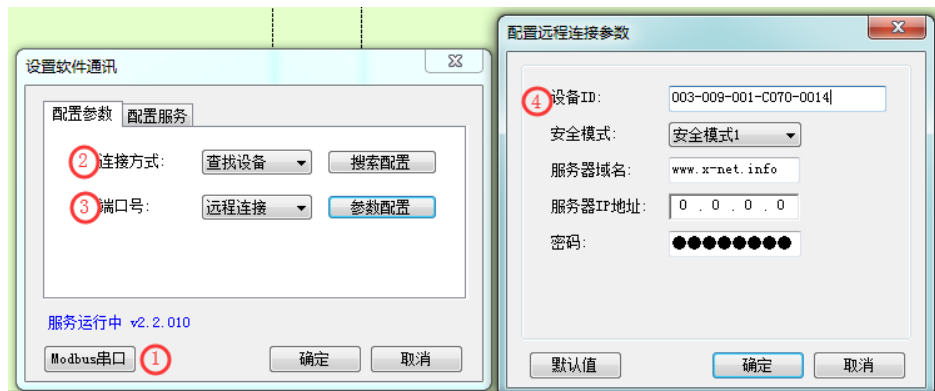 设置软件通讯
配置参数 配置服务
② 连接方式: 查找设备 搜索配置
③ 端口号: 远程连接 参数配置
服务运行中 v2.2.010
Modbus串口 ① 确定 取消
配置远程连接参数
④ 设备ID: 003-009-001-C070-0014
安全模式: 安全模式1
服务器域名: www.x-net.info
服务器IP地址: 0 . 0 . 0 . 0
密码: ●●●●●●●●
默认值 确定 取消